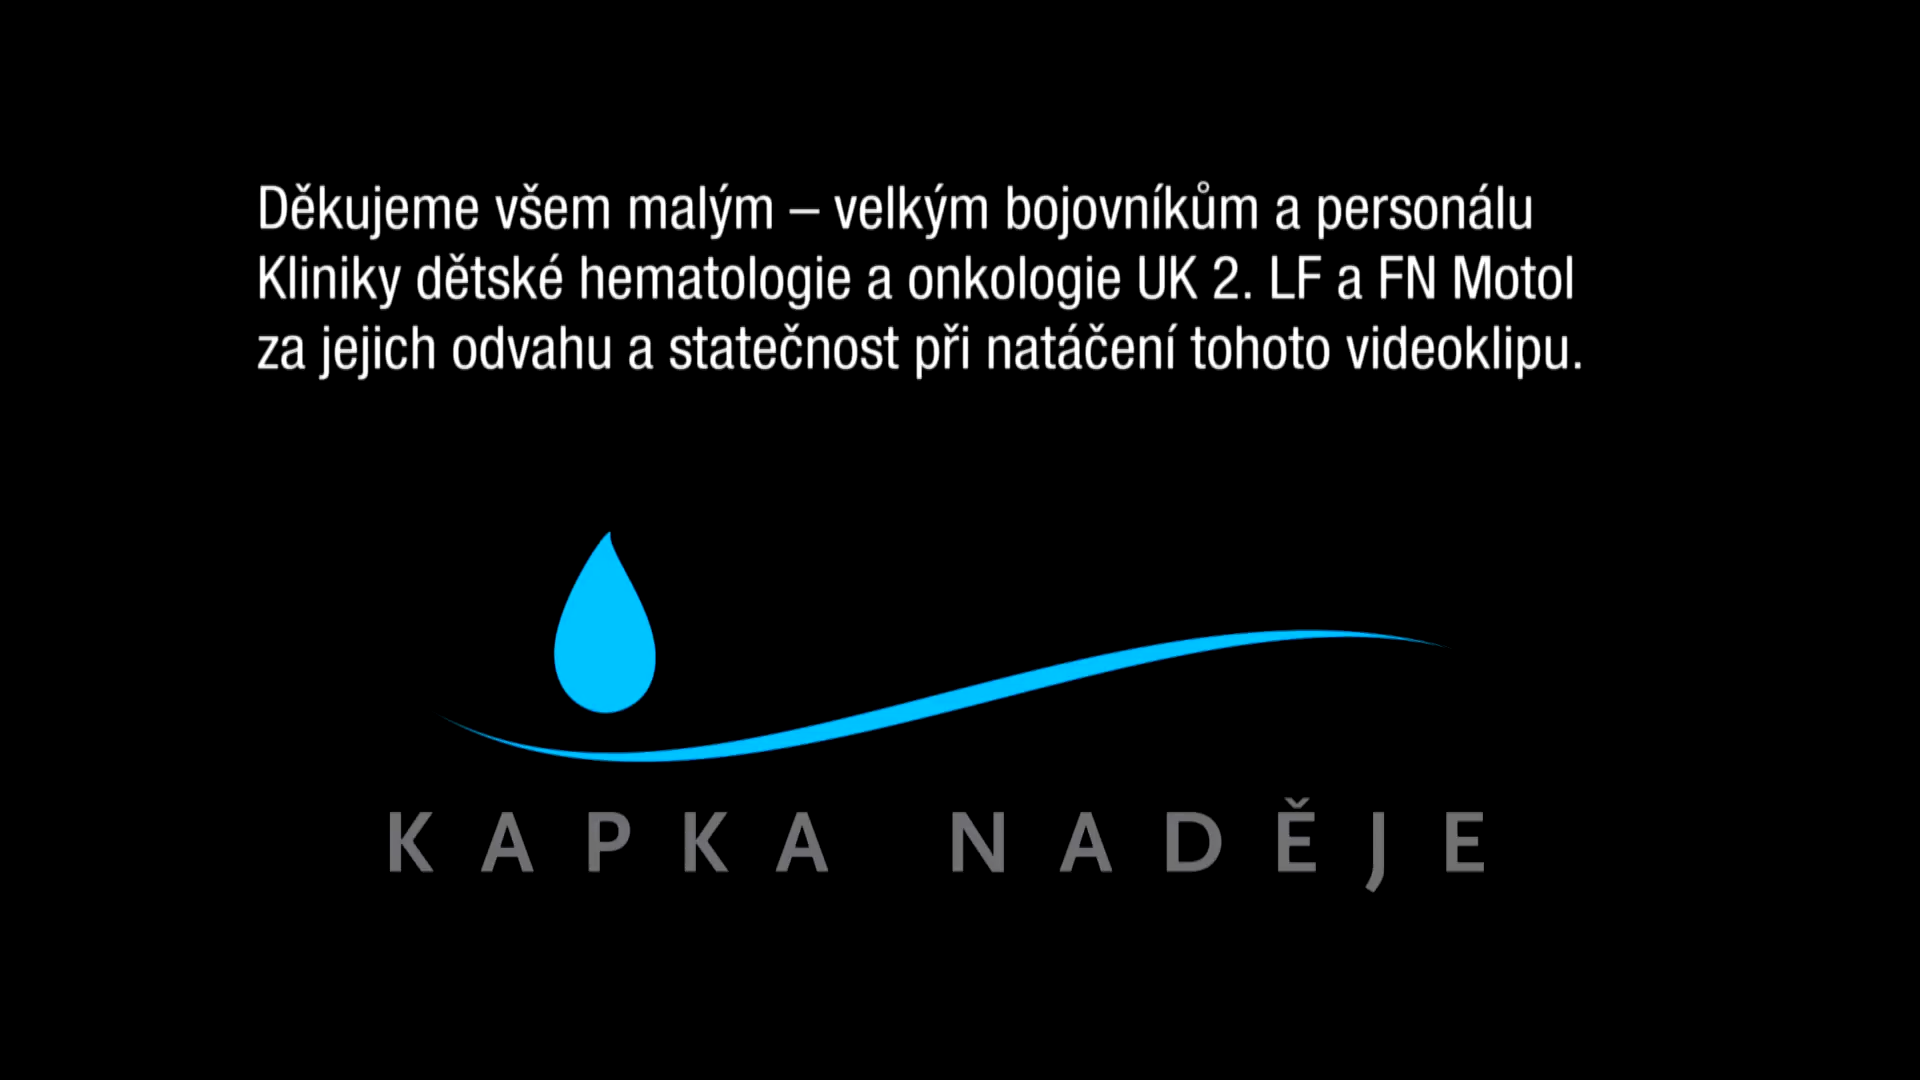 Děkujeme všem malým – velkým bojovníkům a personálu
Kliniky dětské hematologie a onkologie UK 2. LF a FN Motol
za jejich odvahu a statečnost při natáčení tohoto videoklipu.
KAPKA NADĚJE